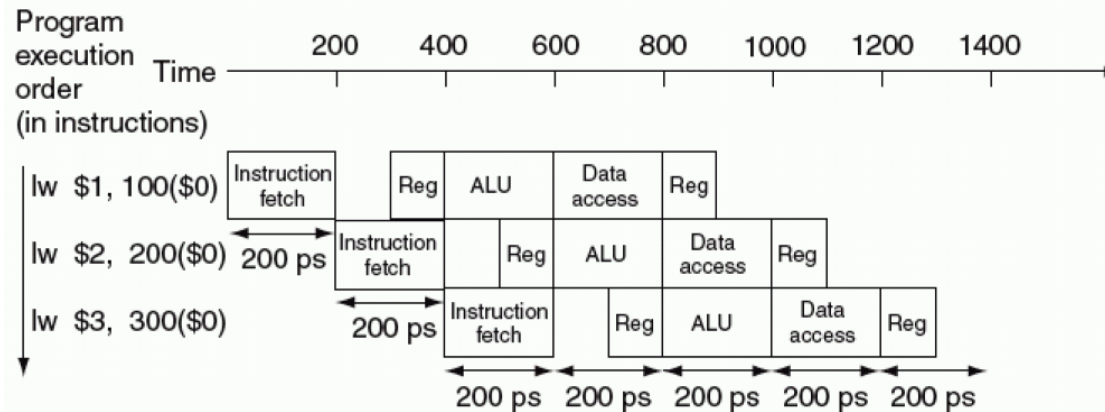 Program
execution
order
(in instructions)
Time
200 400 600 800 1000 1200 1400
lw $1, 100($0)
Instruction
fetch
Reg
ALU
Data
access
Reg
lw $2, 200($0)
200 ps
Instruction
fetch
Reg
ALU
Data
access
Reg
lw $3, 300($0)
200 ps
Instruction
fetch
Reg
ALU
Data
access
Reg
200 ps 200 ps 200 ps 200 ps 200 ps